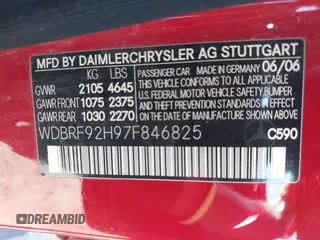 MFD BY DAIMLERCHRYSLER AG STUTTGART
KG LBS PASSENGER CAR MADE IN GERMANY 06/06
GVWR 2105 4645
GAWR FRONT 1075 2375
GAWR REAR 1030 2270
THIS VEHICLE CONFORMS TO ALL APPLICABLE
U.S. FEDERAL MOTOR VEHICLE SAFETY BUMPER
AND THEFT PREVENTION STANDARDS IN EFFECT
ON THE DATE OF MANUFACTURE SHOWN ABOVE
WDBRF92H97F846825
C590
DREAMBID